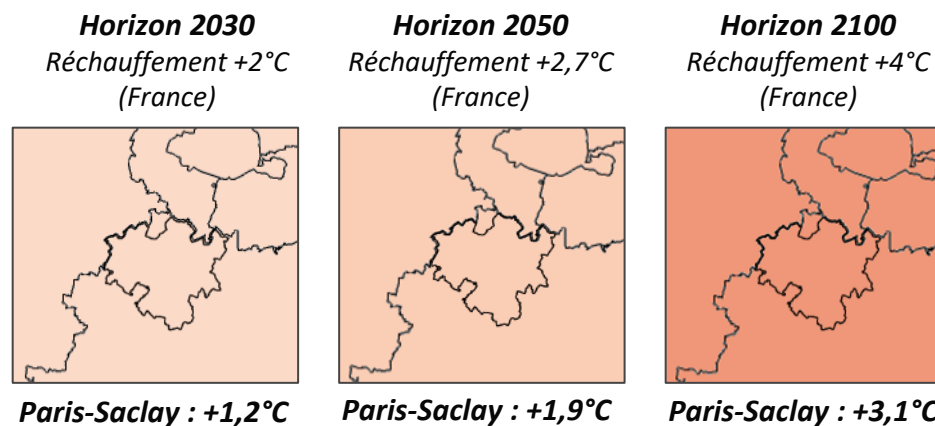 Horizon 2030
Réchauffement +2°C
(France)
Paris-Saclay : +1,2°C
Horizon 2050
Réchauffement +2,7°C
(France)
Paris-Saclay : +1,9°C
Horizon 2100
Réchauffement +4°C
(France)
Paris-Saclay : +3,1°C